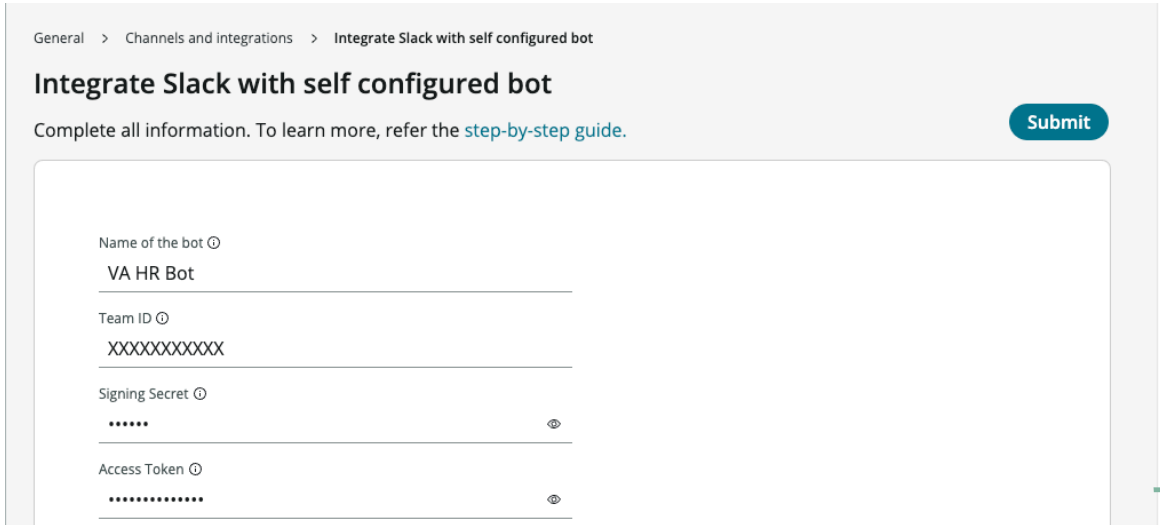 General > Channels and integrations > Integrate Slack with self configured bot
Integrate Slack with self configured bot
Complete all information. To learn more, refer the step-by-step guide.
Submit
Name of the bot
VA HR Bot
Team ID
XXXXXXXXXXX
Signing Secret
••••••
Access Token
••••••••••••••